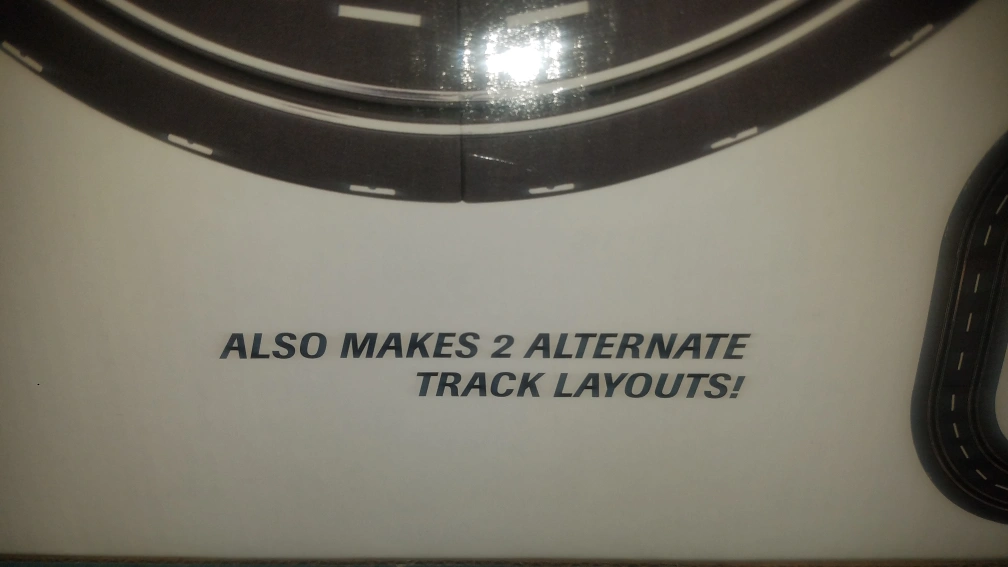 ALSO MAKES 2 ALTERNATE
TRACK LAYOUTS!